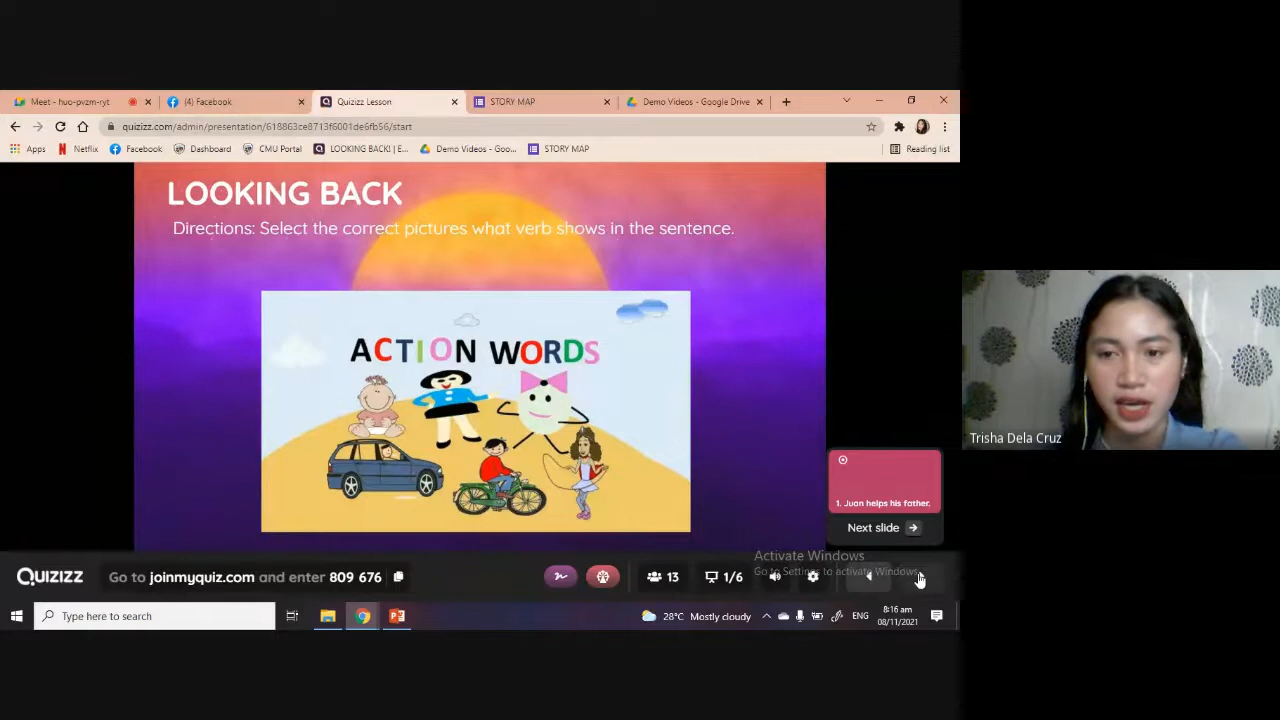 Meet - huo-pvzm-ryt
(4) Facebook
Quizizz Lesson
STORY MAP
Demo Videos - Google Drive
quizizz.com/admin/presentation/618863ce8713f6001de6fb56/start
Apps
Netflix
Facebook
Dashboard
CMU Portal
LOOKING BACK! | E...
Demo Videos - Goo...
STORY MAP
Reading list
LOOKING BACK
Directions: Select the correct pictures what verb shows in the sentence.
ACTION WORDS
Trisha Dela Cruz
1. Juan helps his father.
Next slide
Activate Windows
Go to Settings to activate Windows.
QUIZIZZ
Go to joinmyquiz.com and enter 809 676
13
1/6
Type here to search
28°C Mostly cloudy
ENG
8:16 am
08/11/2021